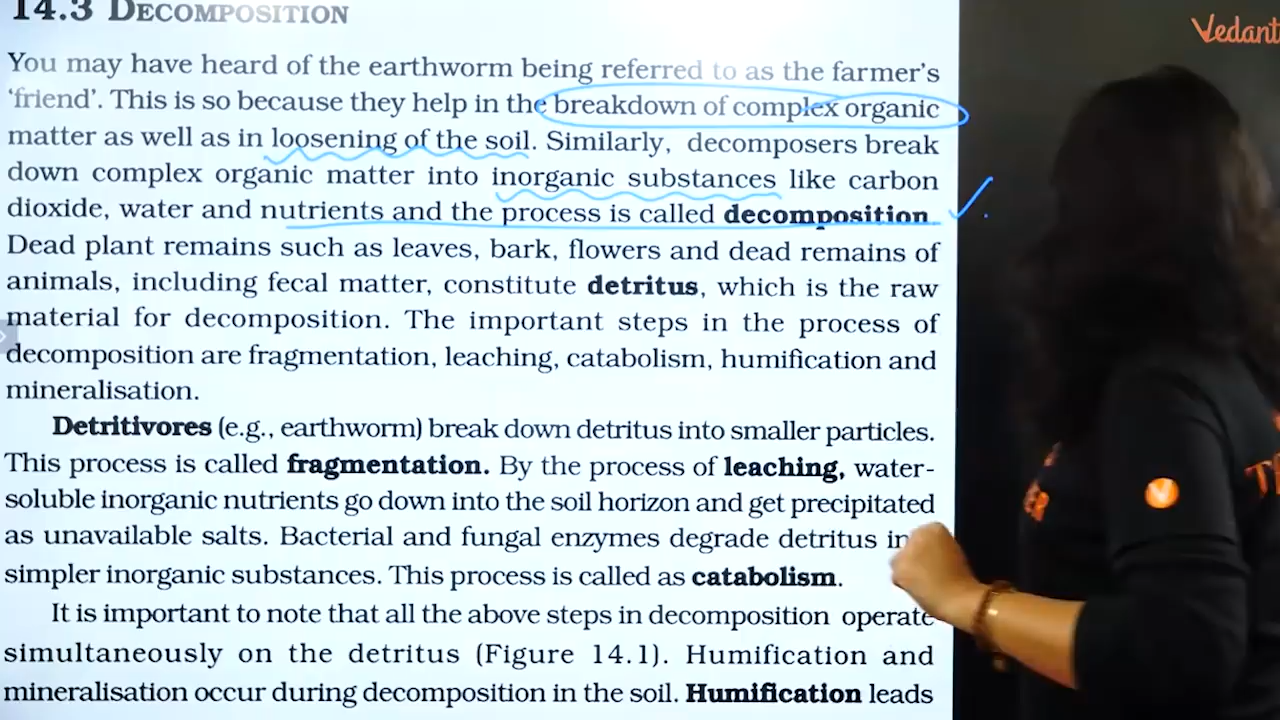 14.3 DECOMPOSITION
Vedant
You may have heard of the earthworm being referred to as the farmer's
'friend'. This is so because they help in the breakdown of complex organic
matter as well as in loosening of the soil. Similarly, decomposers break
down complex organic matter into inorganic substances like carbon
dioxide, water and nutrients and the process is called decomposition.
Dead plant remains such as leaves, bark, flowers and dead remains of
animals, including fecal matter, constitute detritus, which is the raw
material for decomposition. The important steps in the process of
decomposition are fragmentation, leaching, catabolism, humification and
mineralisation.
Detritivores (e.g., earthworm) break down detritus into smaller particles.
This process is called fragmentation. By the process of leaching, water-
soluble inorganic nutrients go down into the soil horizon and get precipitated
as unavailable salts. Bacterial and fungal enzymes degrade detritus in
simpler inorganic substances. This process is called as catabolism.
It is important to note that all the above steps in decomposition operate
simultaneously on the detritus (Figure 14.1). Humification and
mineralisation occur during decomposition in the soil. Humification leads